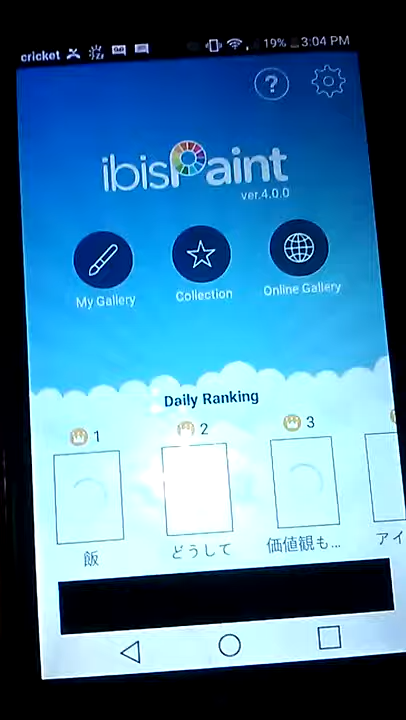 cricket 19% 3:04 PM
?
ibisPaint
ver.4.0.0
My Gallery Collection Online Gallery
Daily Ranking
1 2 3
飯 どうして 価値観も... アイ